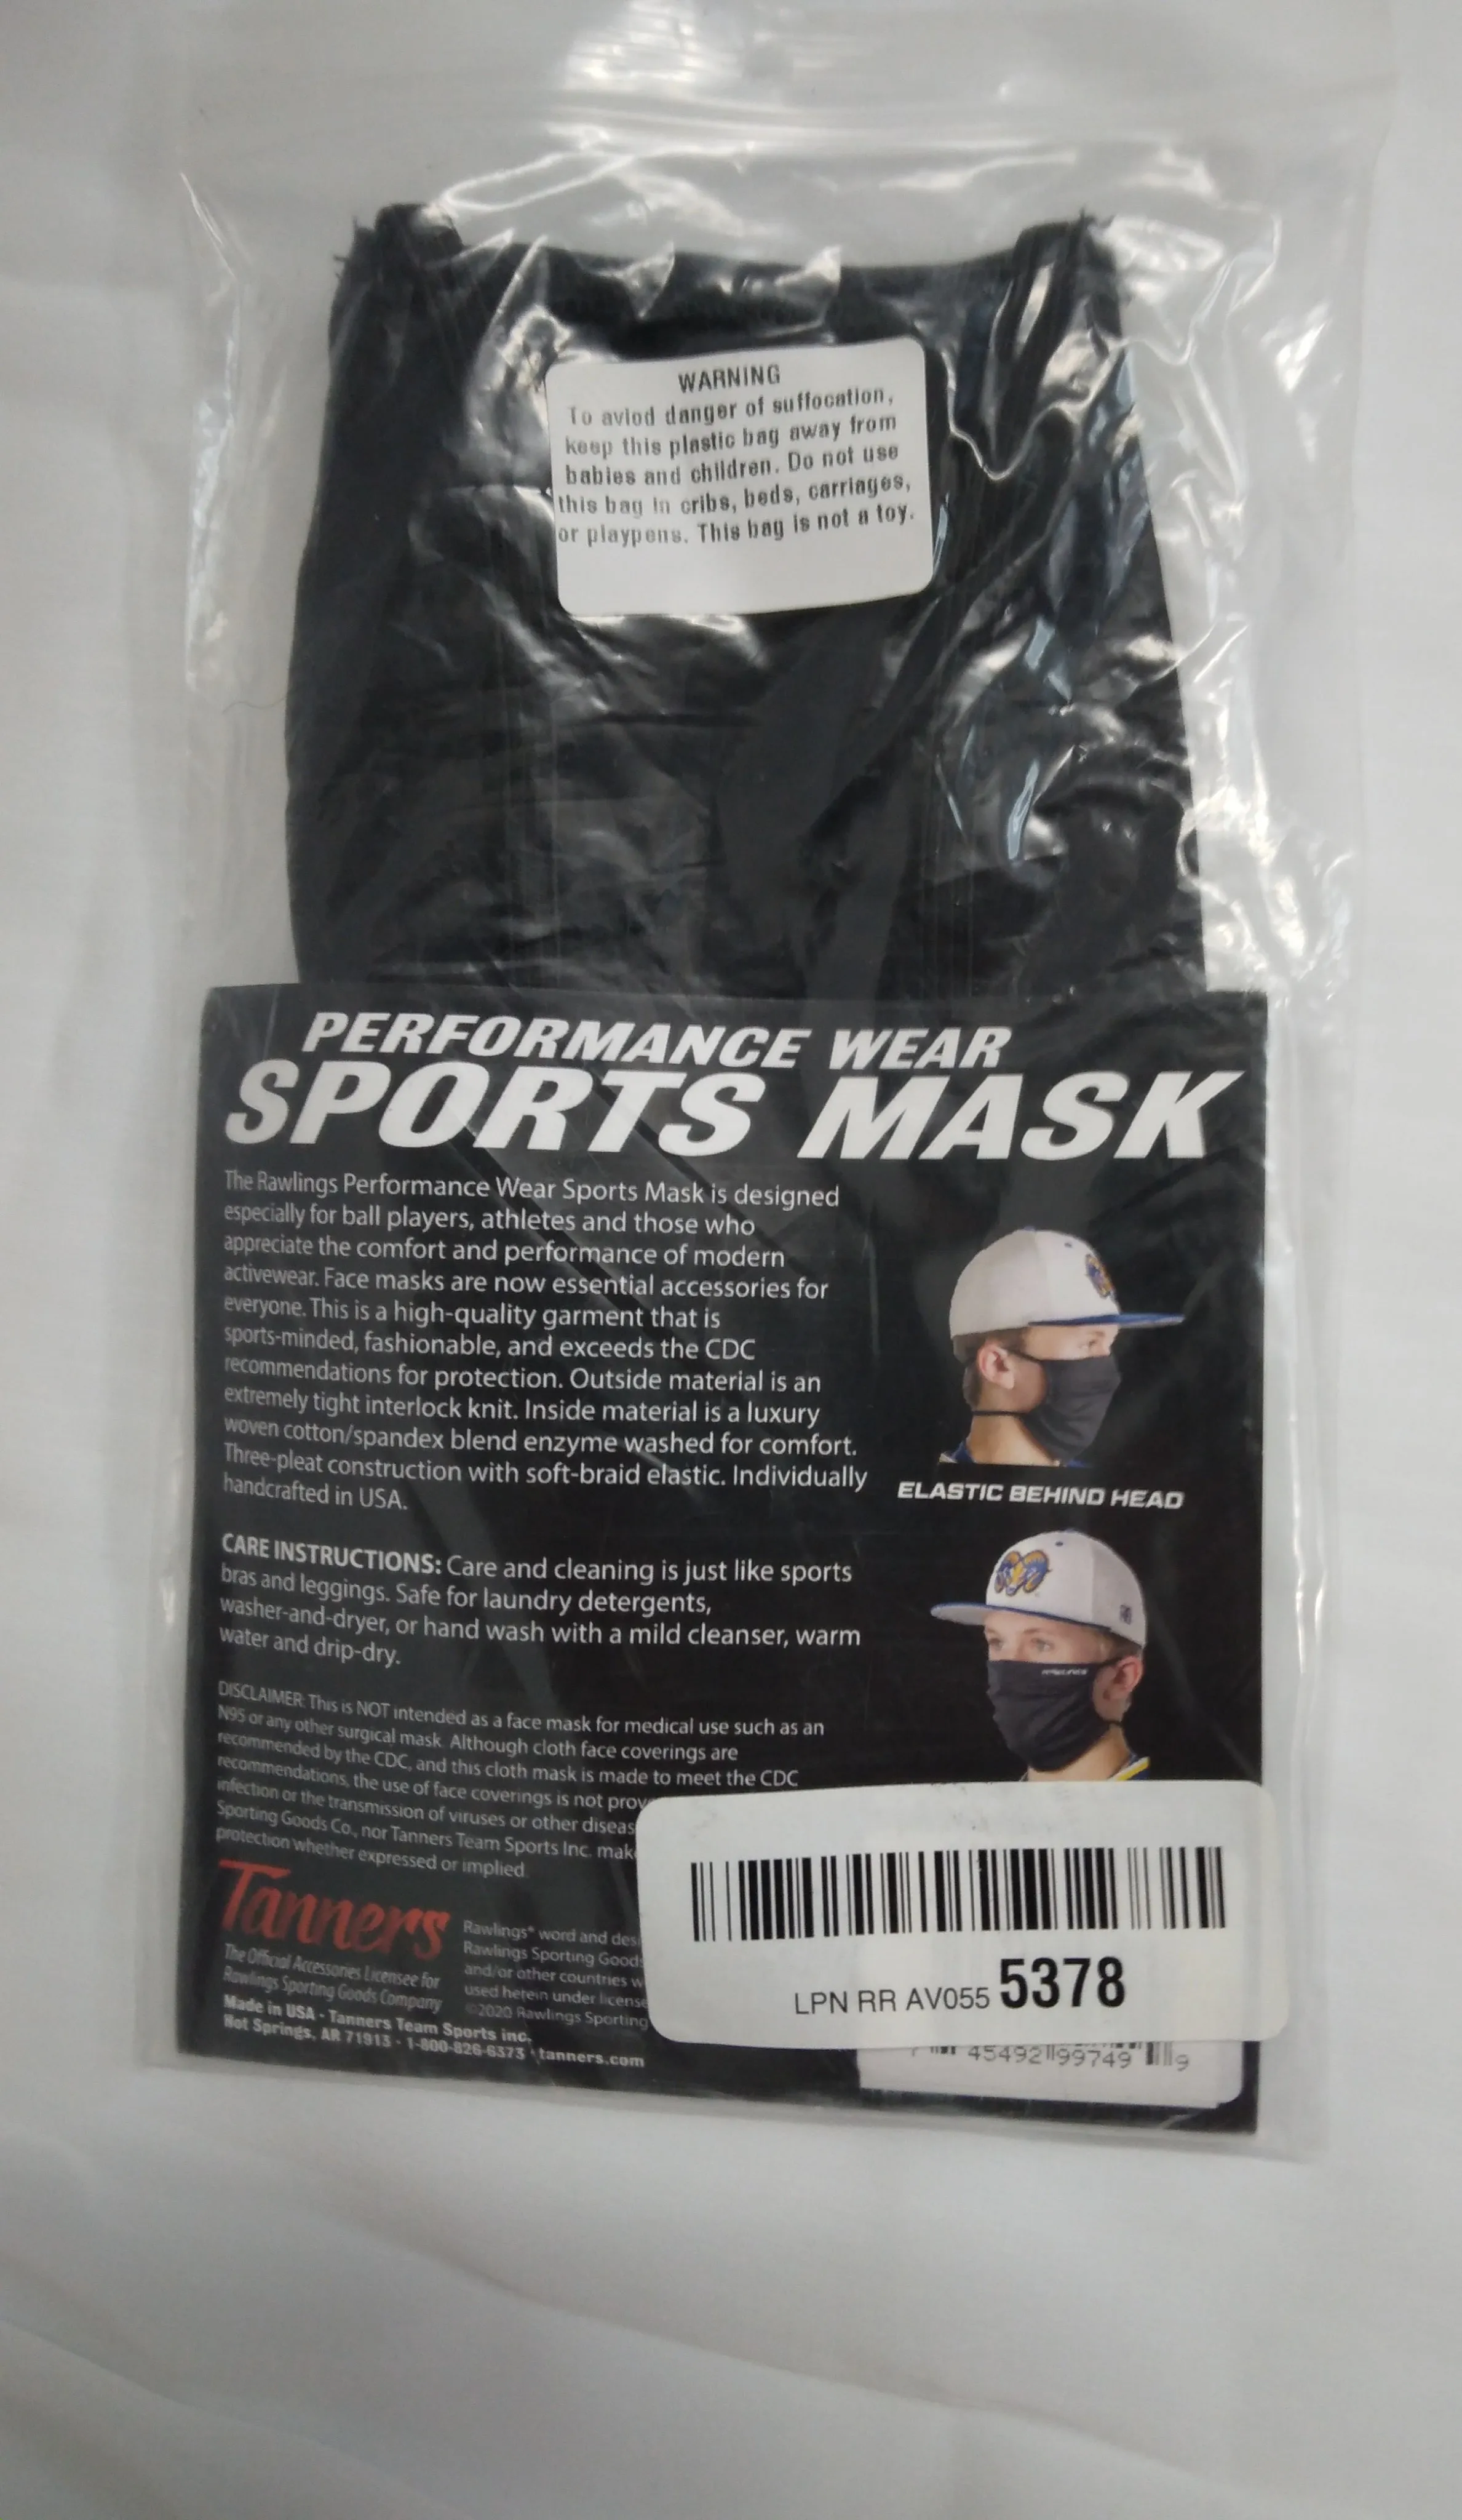 WARNING
To aviod danger of suffocation,
keep this plastic bag away from
babies and children. Do not use
this bag in cribs, beds, carriages,
or playpens. This bag is not a toy.
PERFORMANCE WEAR
SPORTS MASK
The Rawlings Performance Wear Sports Mask is designed
especially for ball players, athletes and those who
appreciate the comfort and performance of modern
activewear. Face masks are now essential accessories for
everyone. This is a high-quality garment that is
sports-minded, fashionable, and exceeds the CDC
recommendations for protection. Outside material is an
extremely tight interlock knit. Inside material is a luxury
woven cotton/spandex blend enzyme washed for comfort.
Three-pleat construction with soft-braid elastic. Individually
handcrafted in USA.
ELASTIC BEHIND HEAD
CARE INSTRUCTIONS: Care and cleaning is just like sports
bras and leggings. Safe for laundry detergents,
washer-and-dryer, or hand wash with a mild cleanser, warm
water and drip-dry.
DISCLAIMER: This is NOT intended as a face mask for medical use such as an
N95 or any other surgical mask. Although cloth face coverings are
recommended by the CDC, and this cloth mask is made to meet the CDC
recommendations, the use of face coverings is not prov
infection or the transmission of viruses or other diseas
Sporting Goods Co., nor Tanners Team Sports Inc. mak
protection whether expressed or implied.
Tanners
The Official Accessories Licensee for
Rawlings Sporting Goods Company
Rawlings® word and des
Rawlings Sporting Good
and/or other countries w
used herein under license
©2020 Rawlings Sporting
Made in USA · Tanners Team Sports inc.
Hot Springs, AR 71913 · 1-800-826-6373 · tanners.com
LPN RR AV055 5378
45492 99749 9